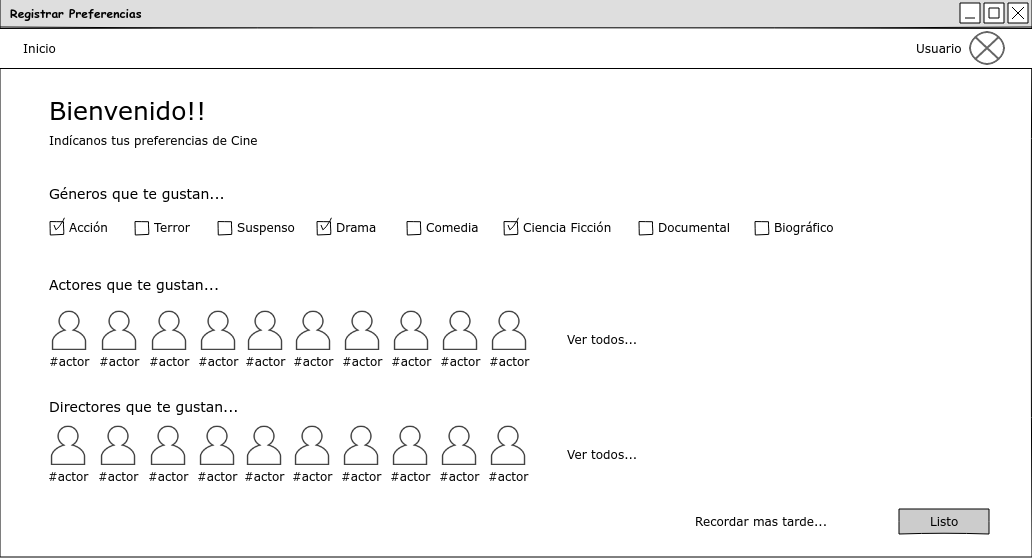 Registrar Preferencias
Inicio Usuario
Bienvenido!!
Indícanos tus preferencias de Cine
Géneros que te gustan...
Acción Terror Suspenso Drama Comedia Ciencia Ficción Documental Biográfico
Actores que te gustan...
Ver todos...
#actor #actor #actor #actor #actor #actor #actor #actor #actor #actor
Directores que te gustan...
Ver todos...
#actor #actor #actor #actor #actor #actor #actor #actor #actor #actor
Recordar mas tarde... Listo